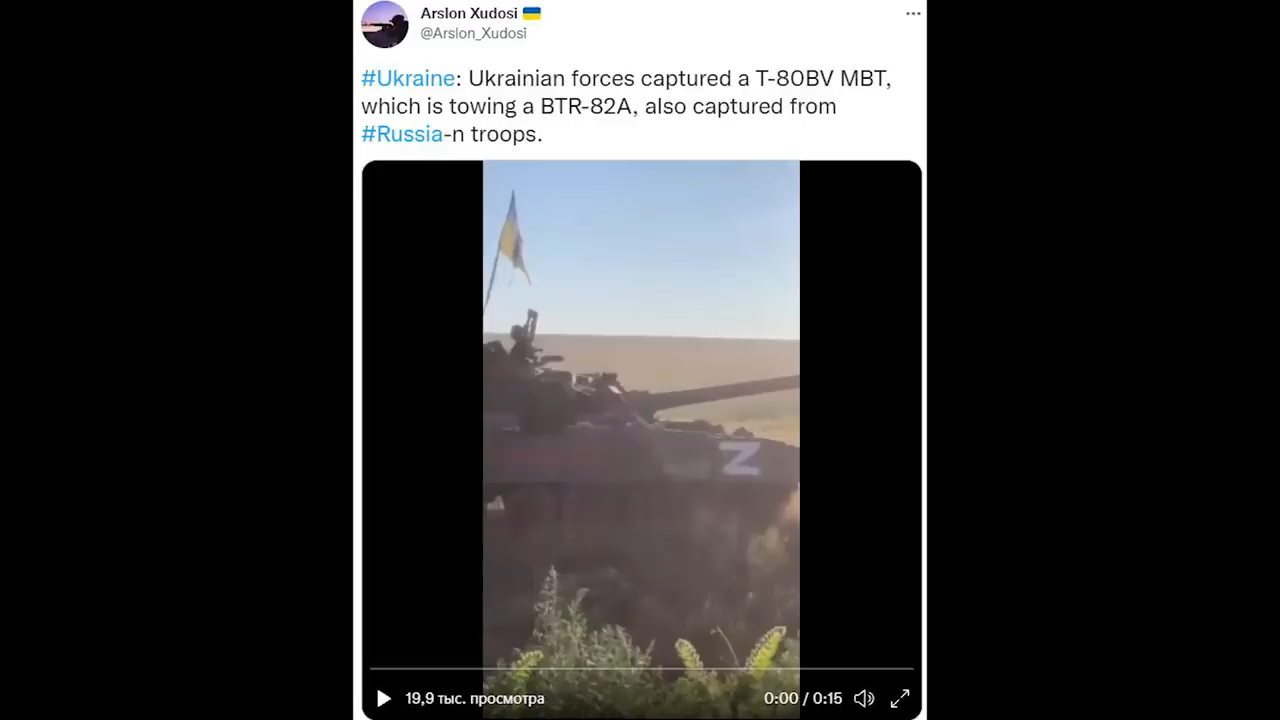 Arslon Xudosi
@Arslon_Xudosi
#Ukraine: Ukrainian forces captured a T-80BV MBT,
which is towing a BTR-82A, also captured from
#Russia-n troops.
Z
19,9 тыс. просмотра
0:00 / 0:15